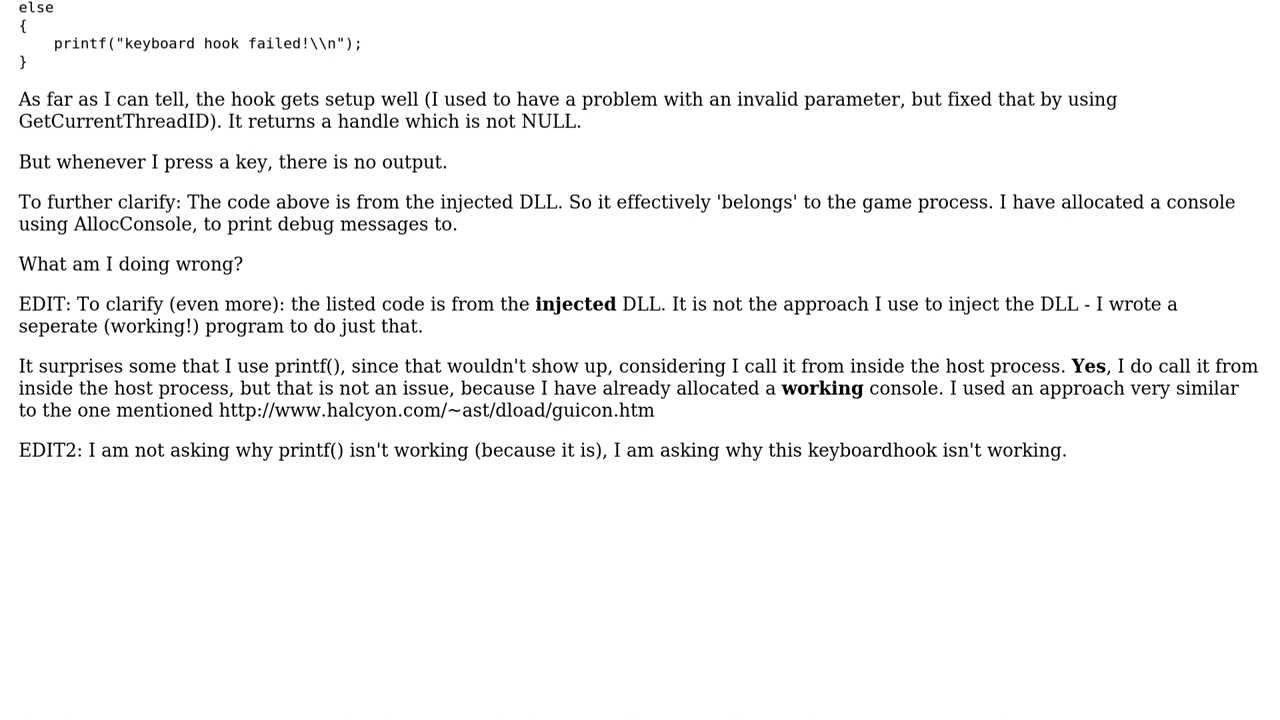 else
{
    printf("keyboard hook failed!\\n");
}
As far as I can tell, the hook gets setup well (I used to have a problem with an invalid parameter, but fixed that by using
GetCurrentThreadID). It returns a handle which is not NULL.
But whenever I press a key, there is no output.
To further clarify: The code above is from the injected DLL. So it effectively 'belongs' to the game process. I have allocated a console
using AllocConsole, to print debug messages to.
What am I doing wrong?
EDIT: To clarify (even more): the listed code is from the injected DLL. It is not the approach I use to inject the DLL - I wrote a
seperate (working!) program to do just that.
It surprises some that I use printf(), since that wouldn't show up, considering I call it from inside the host process. Yes, I do call it from
inside the host process, but that is not an issue, because I have already allocated a working console. I used an approach very similar
to the one mentioned http://www.halcyon.com/~ast/dload/guicon.htm
EDIT2: I am not asking why printf() isn't working (because it is), I am asking why this keyboardhook isn't working.